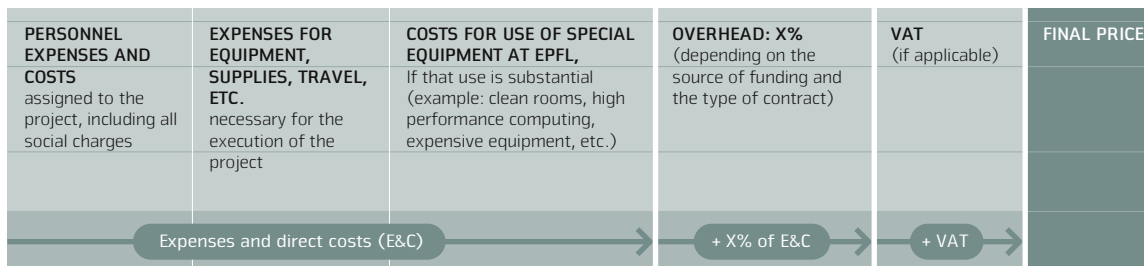 PERSONNEL
EXPENSES AND
COSTS
assigned to the
project, including all
social charges
EXPENSES FOR
EQUIPMENT,
SUPPLIES, TRAVEL,
ETC.
necessary for the
execution of the
project
COSTS FOR USE OF SPECIAL
EQUIPMENT AT EPFL,
If that use is substantial
(example: clean rooms, high
performance computing,
expensive equipment, etc.)
OVERHEAD: X%
(depending on the
source of funding and
the type of contract)
VAT
(if applicable)
FINAL PRICE
Expenses and direct costs (E&C)
+ X% of E&C
+ VAT